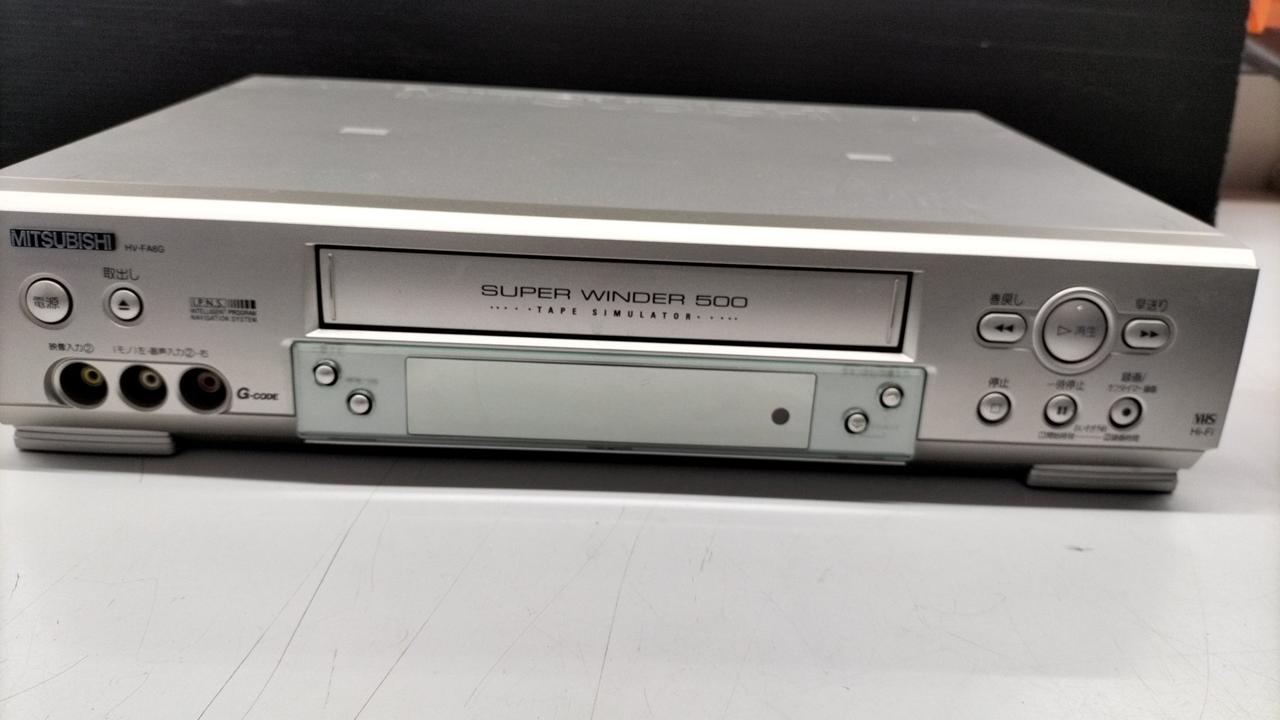 MITSUBISHI
HV-FA6G
電源
取出し
I.P.N.S.
INTELLIGENT PROGRAM
NAVIGATION SYSTEM
映像入力②
(モノ)左-音声入力②-右
G-CODE
SUPER WINDER 500
TAPE SIMULATOR
巻戻し
再生
早送り
停止
一時停止
録画/
VHS
Hi-Fi